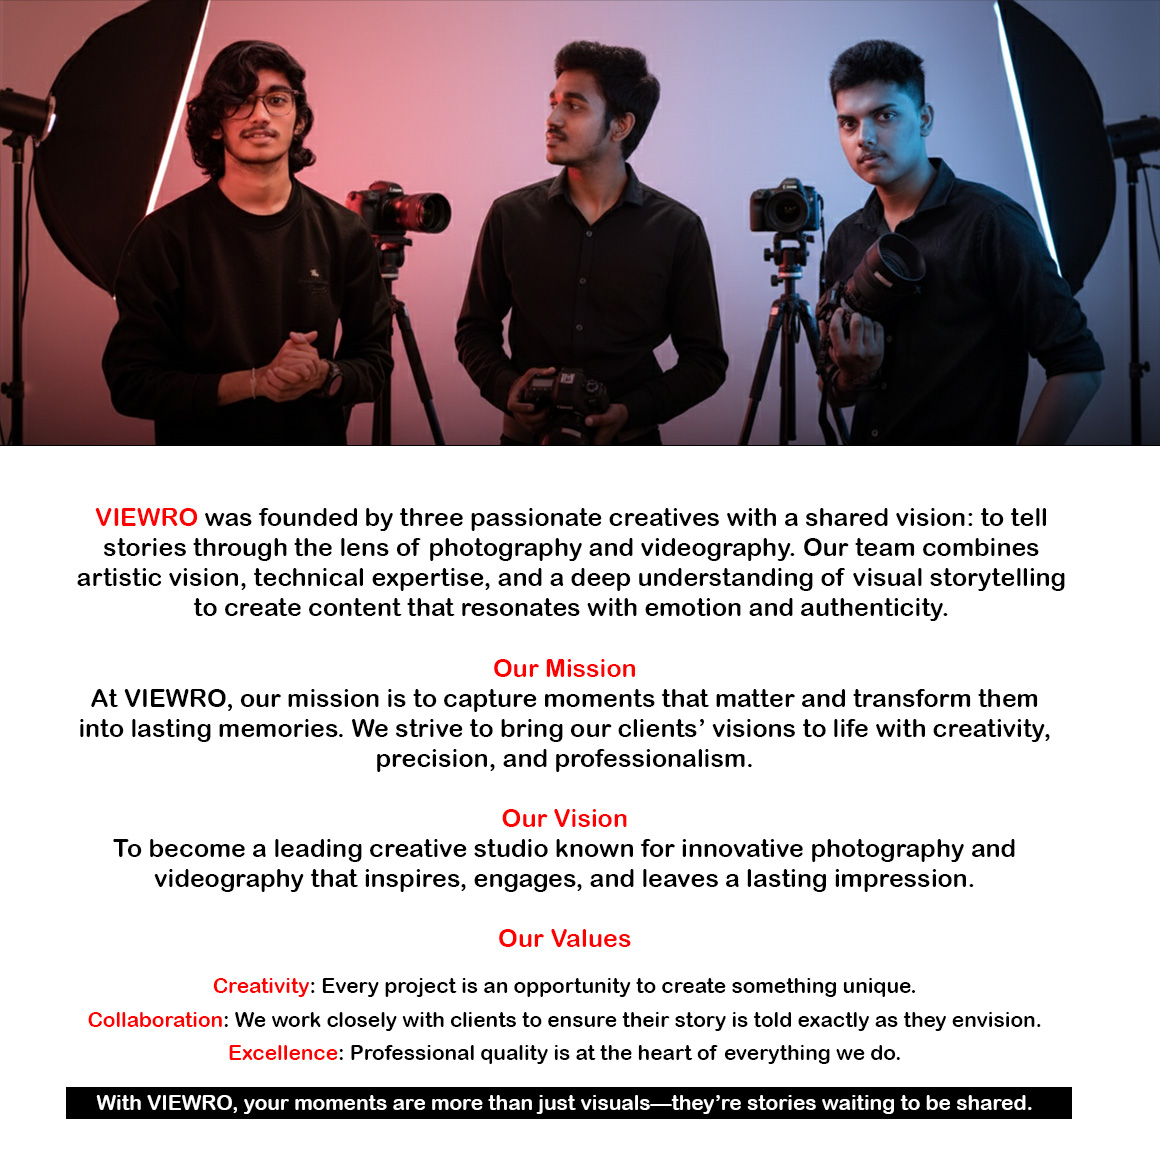 VIEWRO was founded by three passionate creatives with a shared vision: to tell
stories through the lens of photography and videography. Our team combines
artistic vision, technical expertise, and a deep understanding of visual storytelling
to create content that resonates with emotion and authenticity.
Our Mission
At VIEWRO, our mission is to capture moments that matter and transform them
into lasting memories. We strive to bring our clients’ visions to life with creativity,
precision, and professionalism.
Our Vision
To become a leading creative studio known for innovative photography and
videography that inspires, engages, and leaves a lasting impression.
Our Values
Creativity: Every project is an opportunity to create something unique.
Collaboration: We work closely with clients to ensure their story is told exactly as they envision.
Excellence: Professional quality is at the heart of everything we do.
With VIEWRO, your moments are more than just visuals—they’re stories waiting to be shared.